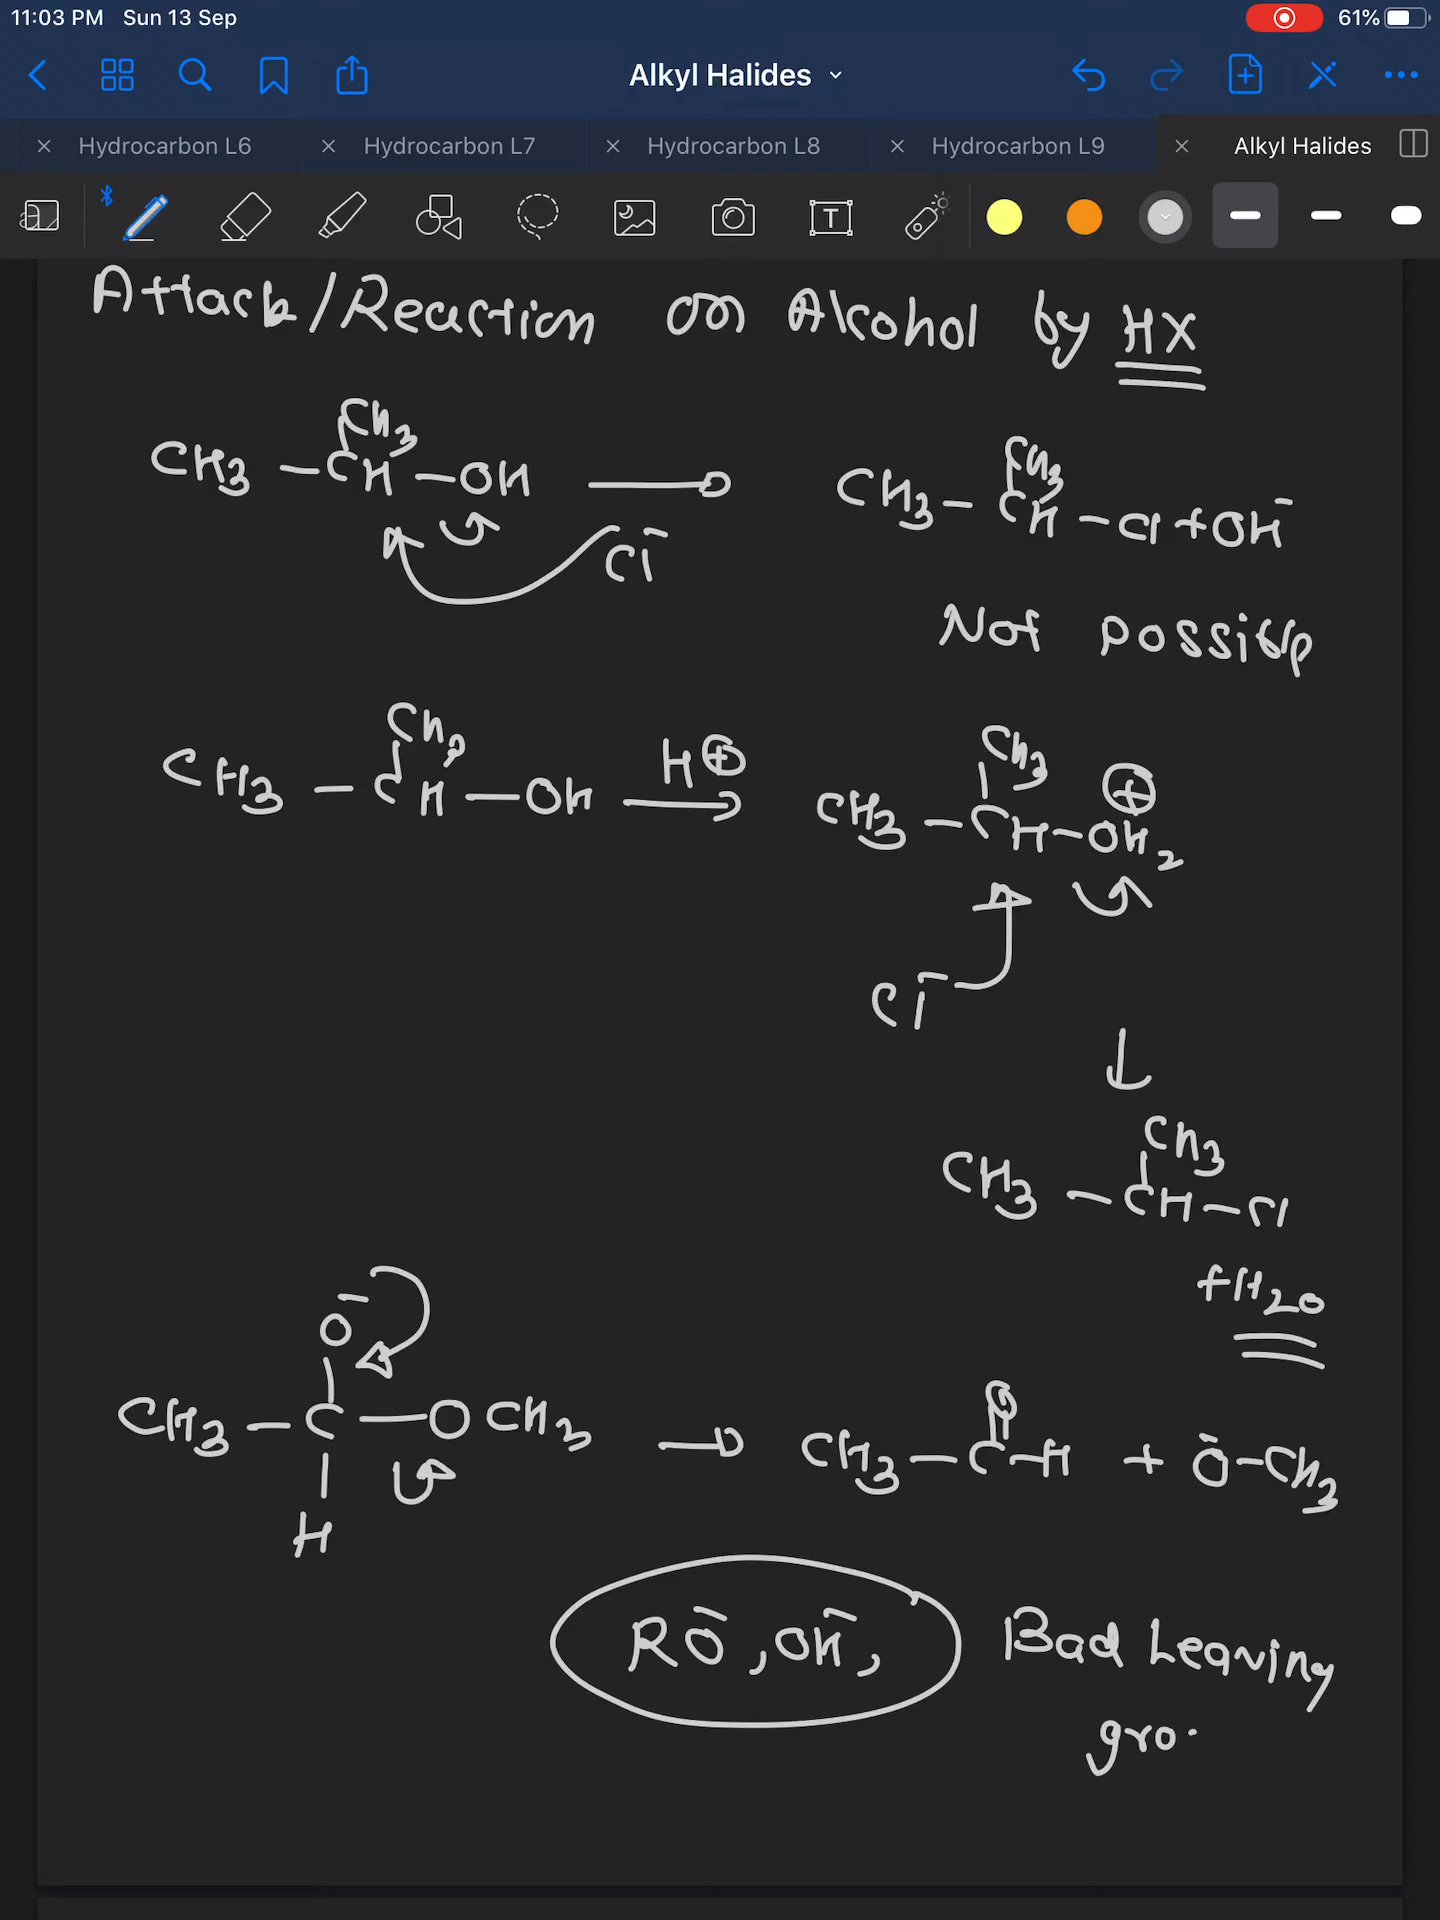 11:03 PM Sun 13 Sep 61%
Alkyl Halides
Hydrocarbon L6 Hydrocarbon L7 Hydrocarbon L8 Hydrocarbon L9 Alkyl Halides
Attack/Reaction on Alcohol by HX
CH3 CH3
CH3 – CH – OH → CH3 – CH – Cl + OH⁻
Cl⁻
Not possible
CH3 CH3
CH3 – CH – OH H⊕ → CH3 – CH – OH2 ⊕
Cl⁻
↓
CH3
CH3 – CH – Cl
+H2O
O⁻ O
CH3 – C – OCH3 → CH3 – C – H + O⁻–CH3
H
RO⁻, OH⁻, Bad Leaving
gro